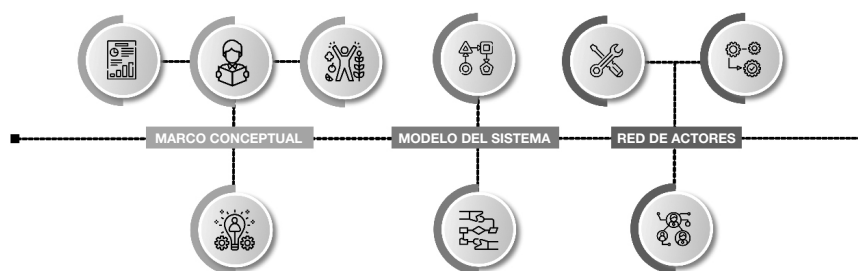 MARCO CONCEPTUAL
MODELO DEL SISTEMA
RED DE ACTORES